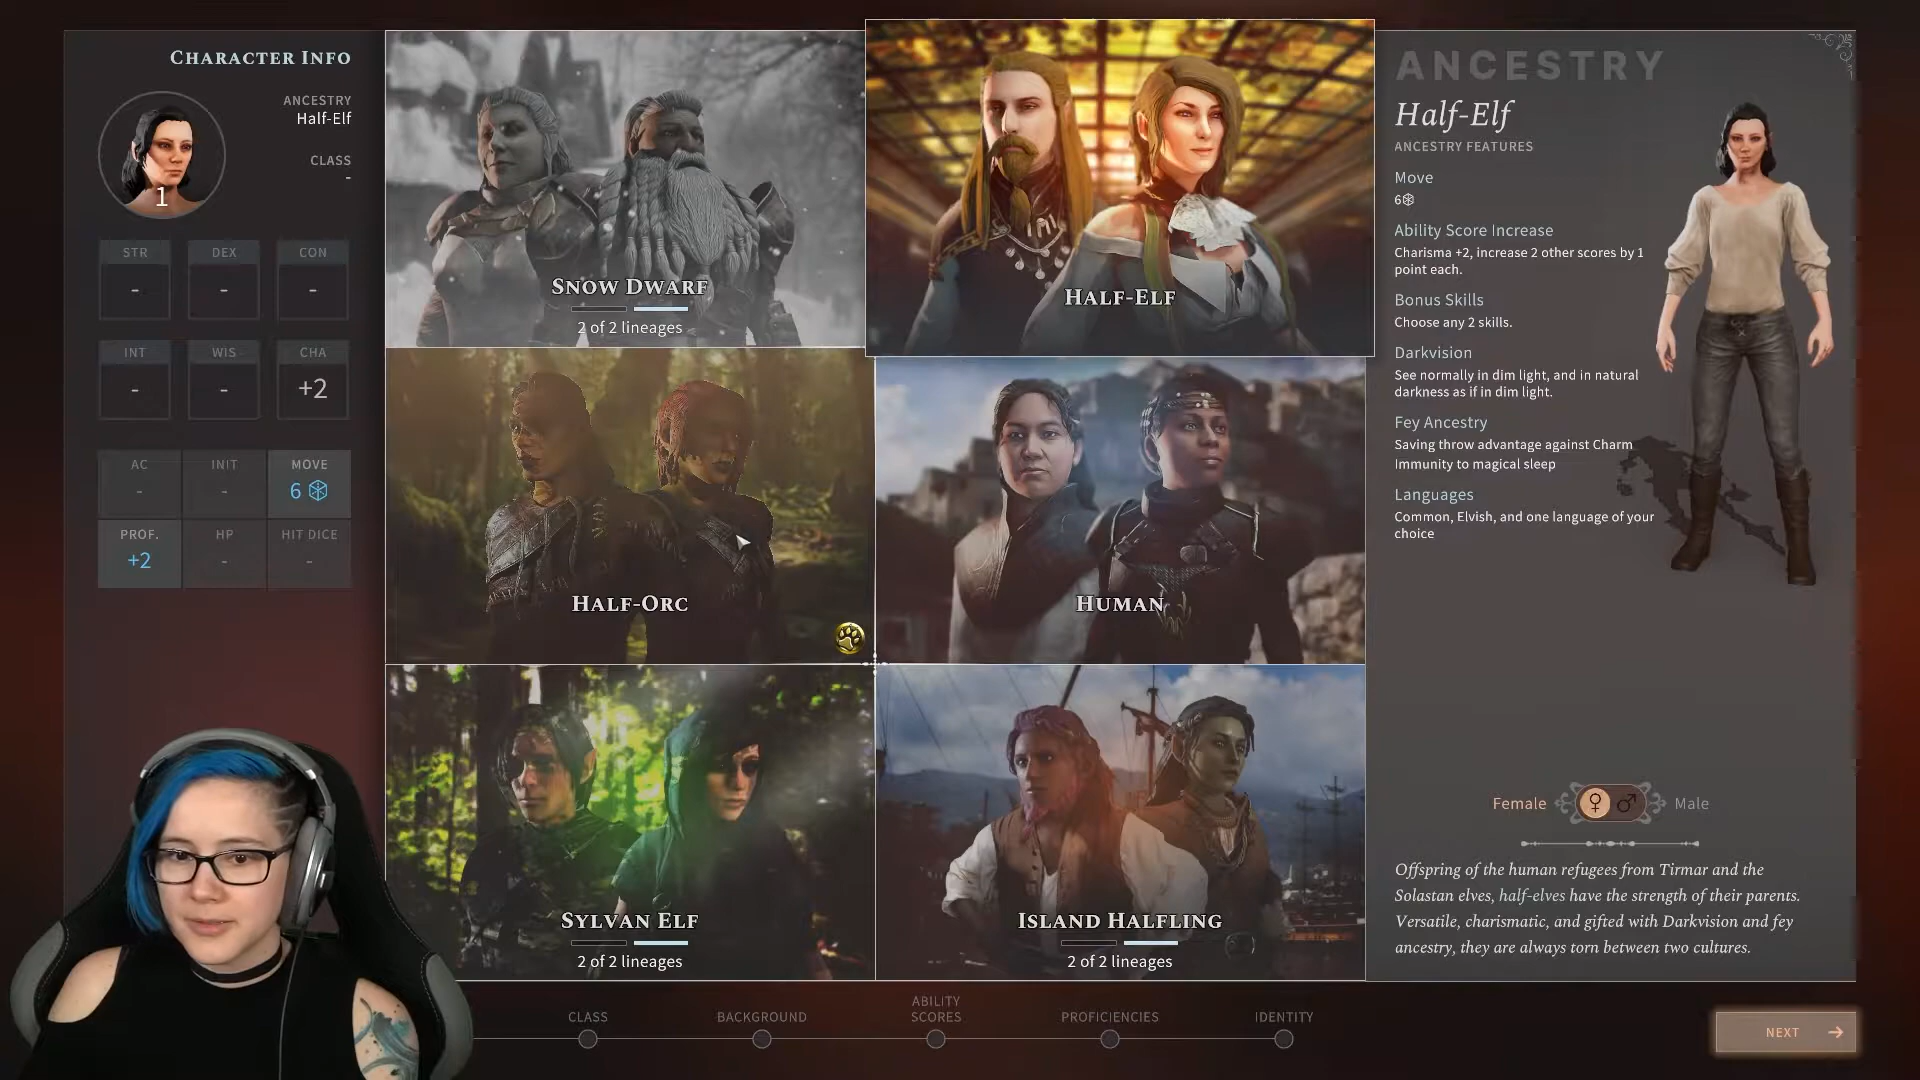 CHARACTER INFO
ANCESTRY
Half-Elf
CLASS
-
1
STR
DEX
CON
-
-
-
INT
WIS
CHA
-
-
+2
AC
INIT
MOVE
-
-
6
PROF.
HP
HIT DICE
+2
-
-
SNOW DWARF
2 of 2 lineages
HALF-ELF
HALF-ORC
HUMAN
SYLVAN ELF
2 of 2 lineages
ISLAND HALFLING
2 of 2 lineages
ANCESTRY
Half-Elf
ANCESTRY FEATURES
Move
6
Ability Score Increase
Charisma +2, increase 2 other scores by 1
point each.
Bonus Skills
Choose any 2 skills.
Darkvision
See normally in dim light, and in natural
darkness as if in dim light.
Fey Ancestry
Saving throw advantage against Charm
Immunity to magical sleep
Languages
Common, Elvish, and one language of your
choice
Female
Male
Offspring of the human refugees from Tirmar and the
Solastan elves, half-elves have the strength of their parents.
Versatile, charismatic, and gifted with Darkvision and fey
ancestry, they are always torn between two cultures.
CLASS
BACKGROUND
ABILITY
SCORES
PROFICIENCIES
IDENTITY
NEXT